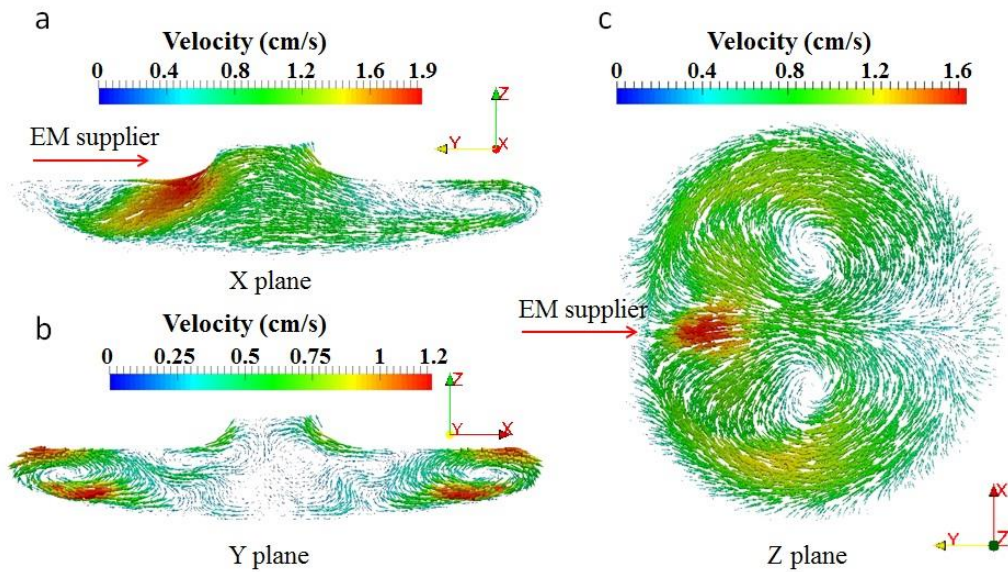 a
Velocity (cm/s)
0 0.4 0.8 1.2 1.6 1.9
EM supplier
Z
Y X
X plane
b
Velocity (cm/s)
0 0.25 0.5 0.75 1 1.2
Z
Y X
Y plane
c
Velocity (cm/s)
0 0.4 0.8 1.2 1.6
EM supplier
X
Y Z
Z plane